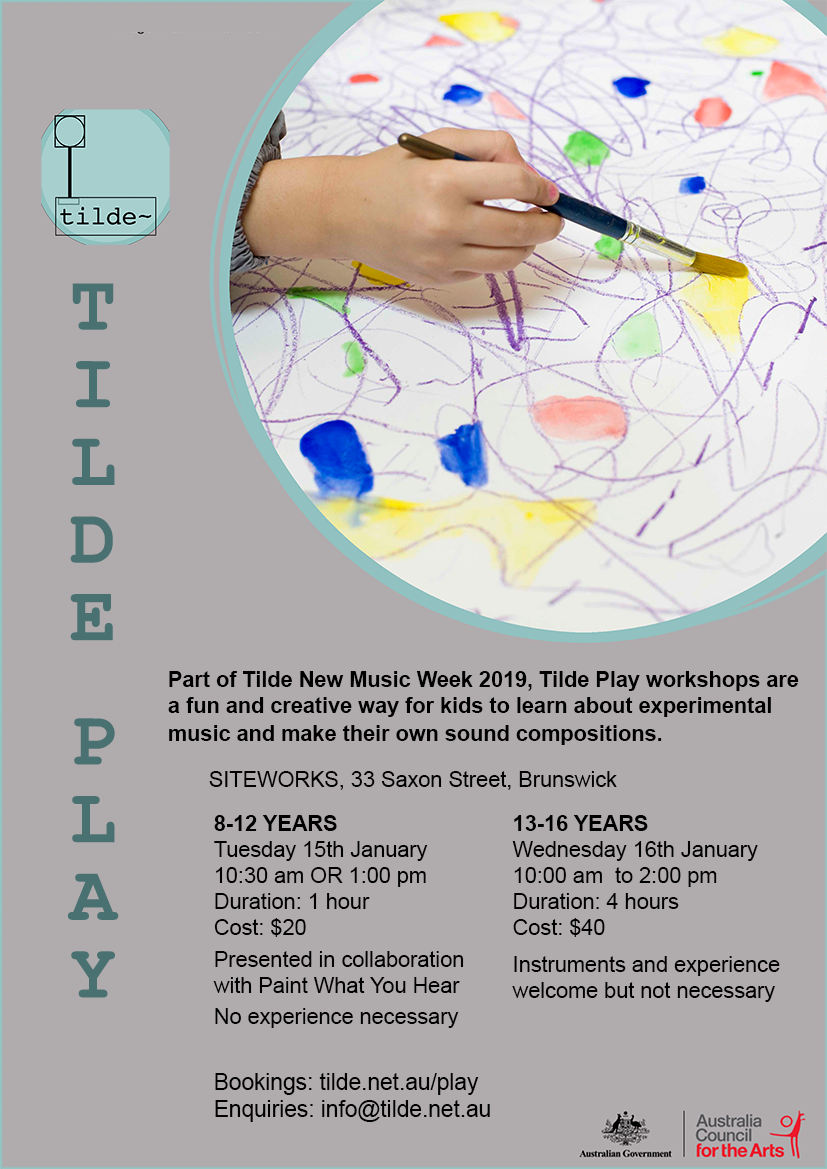 tilde~
TILDE PLAY
Part of Tilde New Music Week 2019, Tilde Play workshops are
a fun and creative way for kids to learn about experimental
music and make their own sound compositions.
SITEWORKS, 33 Saxon Street, Brunswick
8-12 YEARS
Tuesday 15th January
10:30 am OR 1:00 pm
Duration: 1 hour
Cost: $20
Presented in collaboration
with Paint What You Hear
No experience necessary
13-16 YEARS
Wednesday 16th January
10:00 am  to 2:00 pm
Duration: 4 hours
Cost: $40
Instruments and experience
welcome but not necessary
Bookings: tilde.net.au/play
Enquiries: info@tilde.net.au
Australian Government
Australia
Council
for the Arts